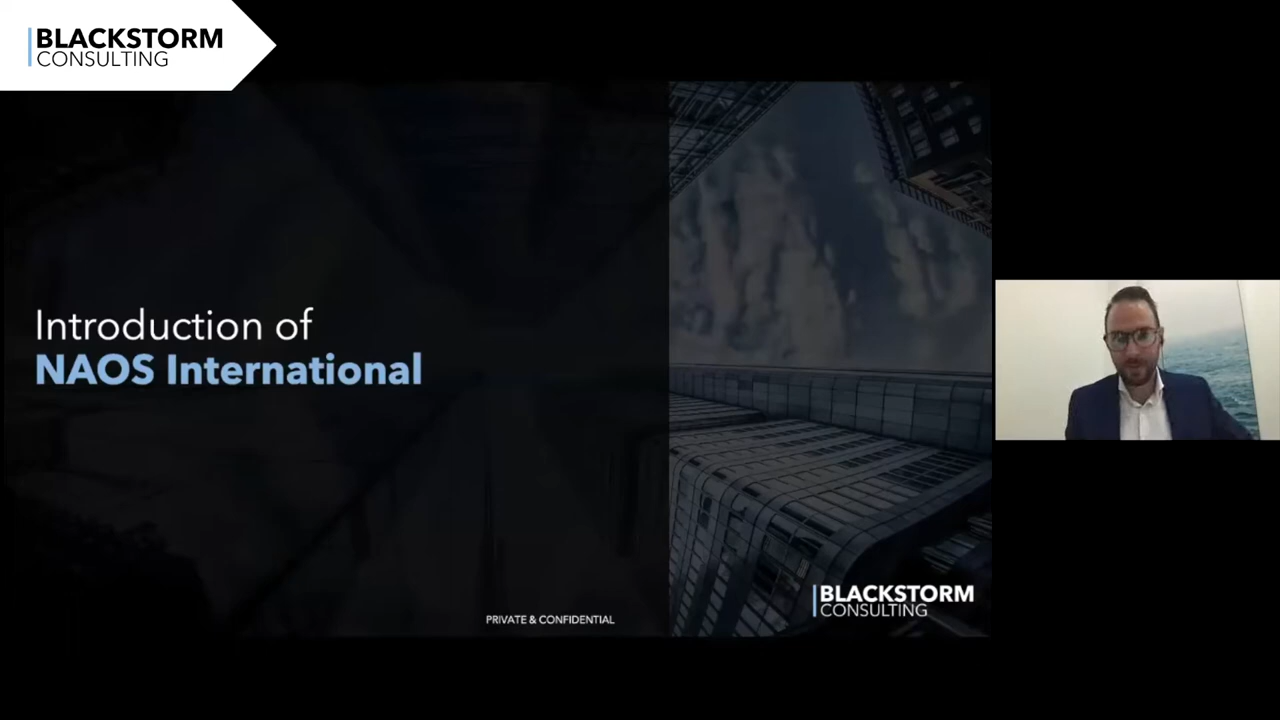 BLACKSTORM
CONSULTING
Introduction of
NAOS International
PRIVATE & CONFIDENTIAL
BLACKSTORM
CONSULTING